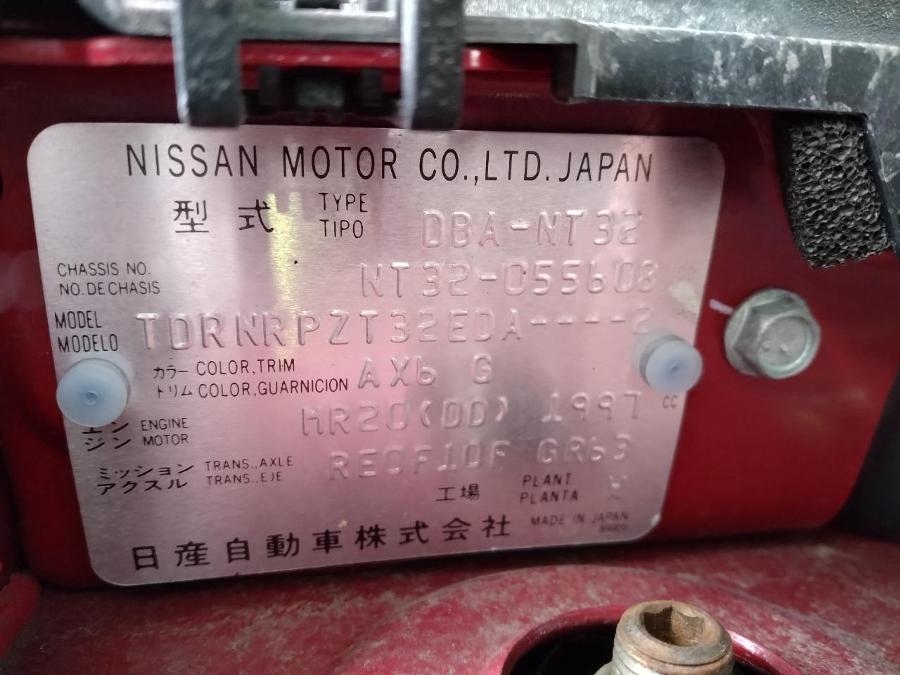 NISSAN MOTOR CO.,LTD. JAPAN
型式 TYPE TIPO DBA-NT32
CHASSIS NO. NO.DECHASIS NT32-055608
MODEL MODELO TDRNRPZT32EDA----2
カラー COLOR,TRIM トリム COLOR,GUARNICION AX6 G
エンジン ENGINE MOTOR MR20(DD) 1997 CC
ミッション アクスル TRANS.,AXLE TRANS.,EJE RE0F10F GR63
工場 PLANT PLANTA
日産自動車株式会社 MADE IN JAPAN